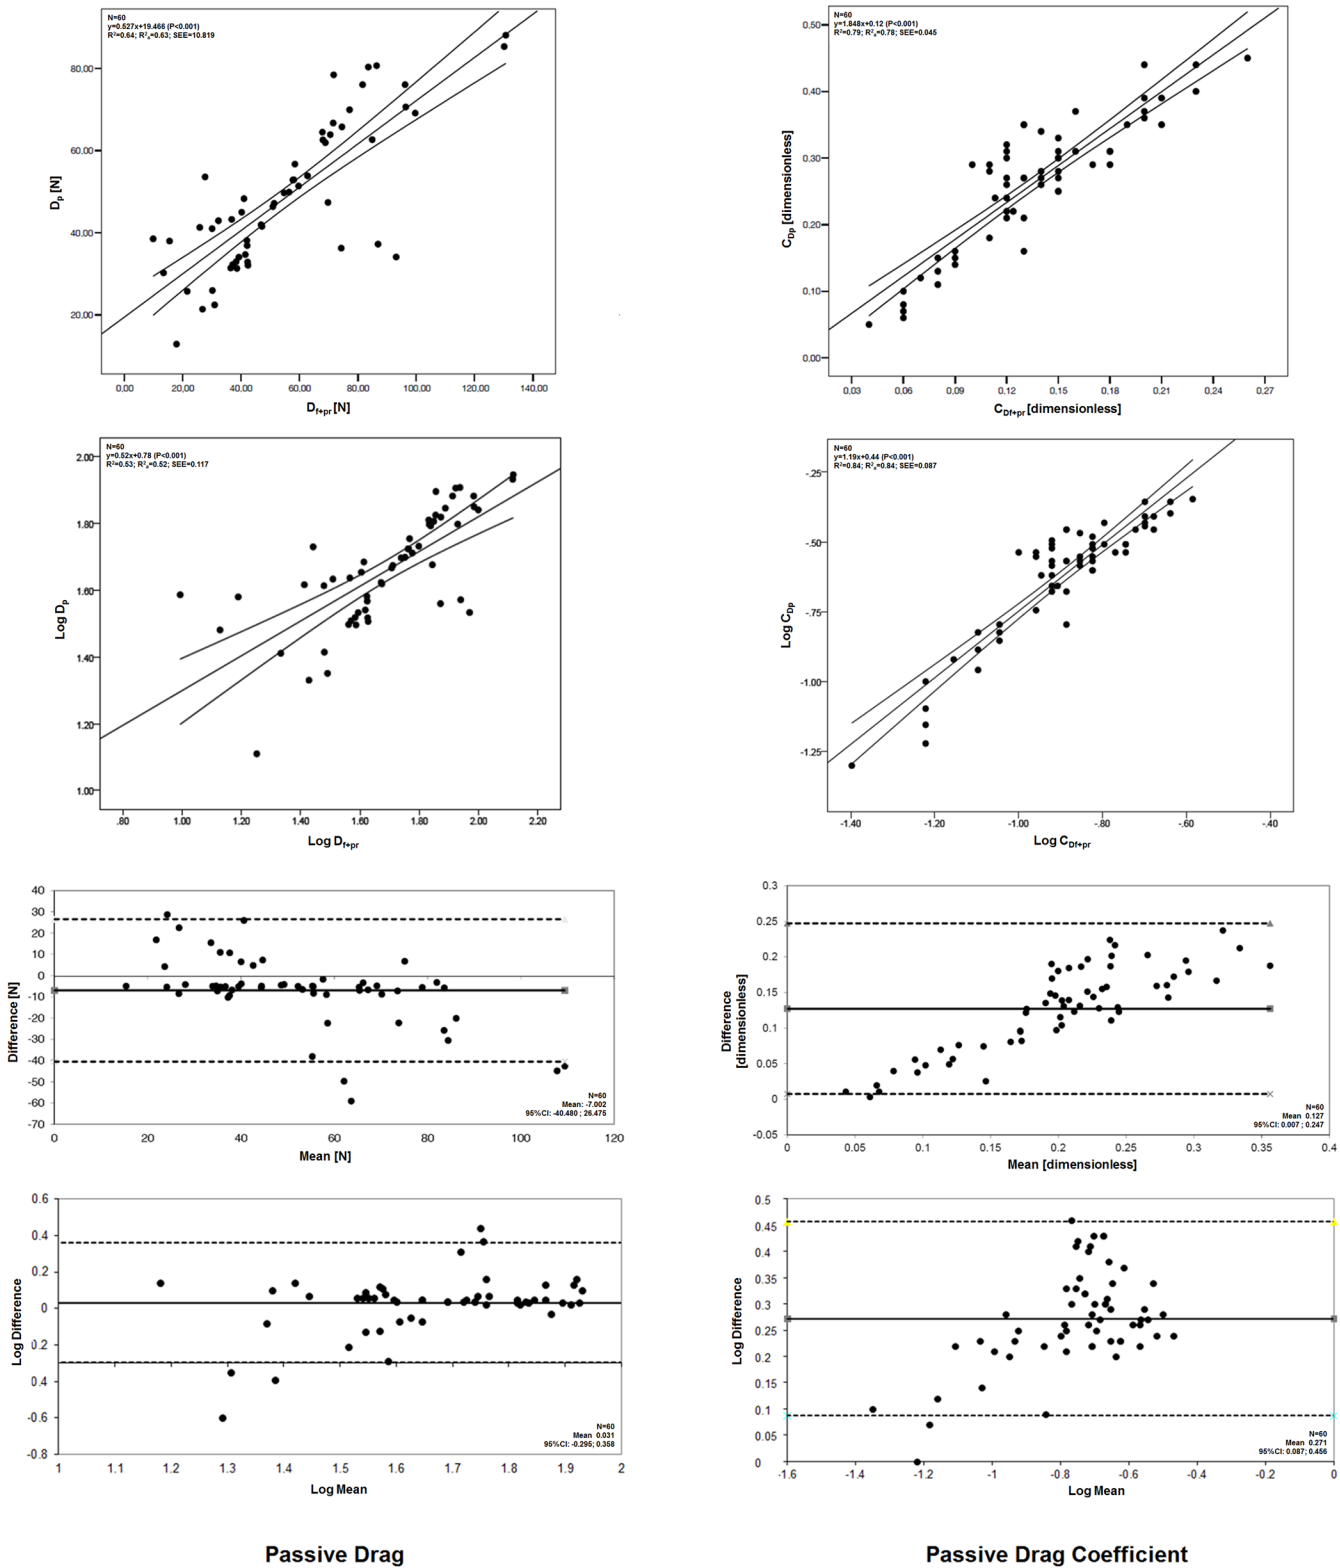 N=60
y=0.527x+19.466 (P<0.001)
R²=0.64; R²ₐ=0.63; SEE=10.819
80.00
60.00
40.00
20.00
Dp [N]
0.00 20.00 40.00 60.00 80.00 100.00 120.00 140.00
Df+pr [N]
N=60
y=1.848x+0.12 (P<0.001)
R²=0.79; R²ₐ=0.78; SEE=0.045
0.50
0.40
0.30
0.20
0.10
0.00
CDp [dimensionless]
0.03 0.06 0.09 0.12 0.15 0.18 0.21 0.24 0.27
CDf+pr [dimensionless]
N=60
y=0.52x+0.78 (P<0.001)
R²=0.53; R²ₐ=0.52; SEE=0.117
2.00
1.80
1.60
1.40
1.20
1.00
Log Dp
.80 1.00 1.20 1.40 1.60 1.80 2.00 2.20
Log Df+pr
N=60
y=1.19x+0.44 (P<0.001)
R²=0.84; R²ₐ=0.84; SEE=0.087
-.25
-.50
-.75
-1.00
-1.25
Log CDp
-1.40 -1.20 -1.00 -.80 -.60 -.40
Log CDf+pr
40
30
20
10
0
-10
-20
-30
-40
-50
-60
-70
Difference [N]
N=60
Mean: -7.002
95%CI: -40.480 ; 26.475
0 20 40 60 80 100 120
Mean [N]
0.3
0.25
0.2
0.15
0.1
0.05
0
-0.05
Difference
[dimensionless]
N=60
Mean 0.127
95%CI: 0.007 ; 0.247
0 0.05 0.1 0.15 0.2 0.25 0.3 0.35 0.4
Mean [dimensionless]
0.6
0.4
0.2
0
0.2
0.4
-0.6
-0.8
Log Difference
N=60
Mean 0.031
95%CI: -0.295; 0.358
1 1.1 1.2 1.3 1.4 1.5 1.6 1.7 1.8 1.9 2
Log Mean
0.5
0.45
0.4
0.35
0.3
0.25
0.2
0.15
0.1
0.05
0
Log Difference
N=60
Mean 0.271
95%CI: 0.087; 0.456
-1.6 -1.4 -1.2 -1 -0.8 -0.6 -0.4 -0.2 0
Log Mean
Passive Drag
Passive Drag Coefficient